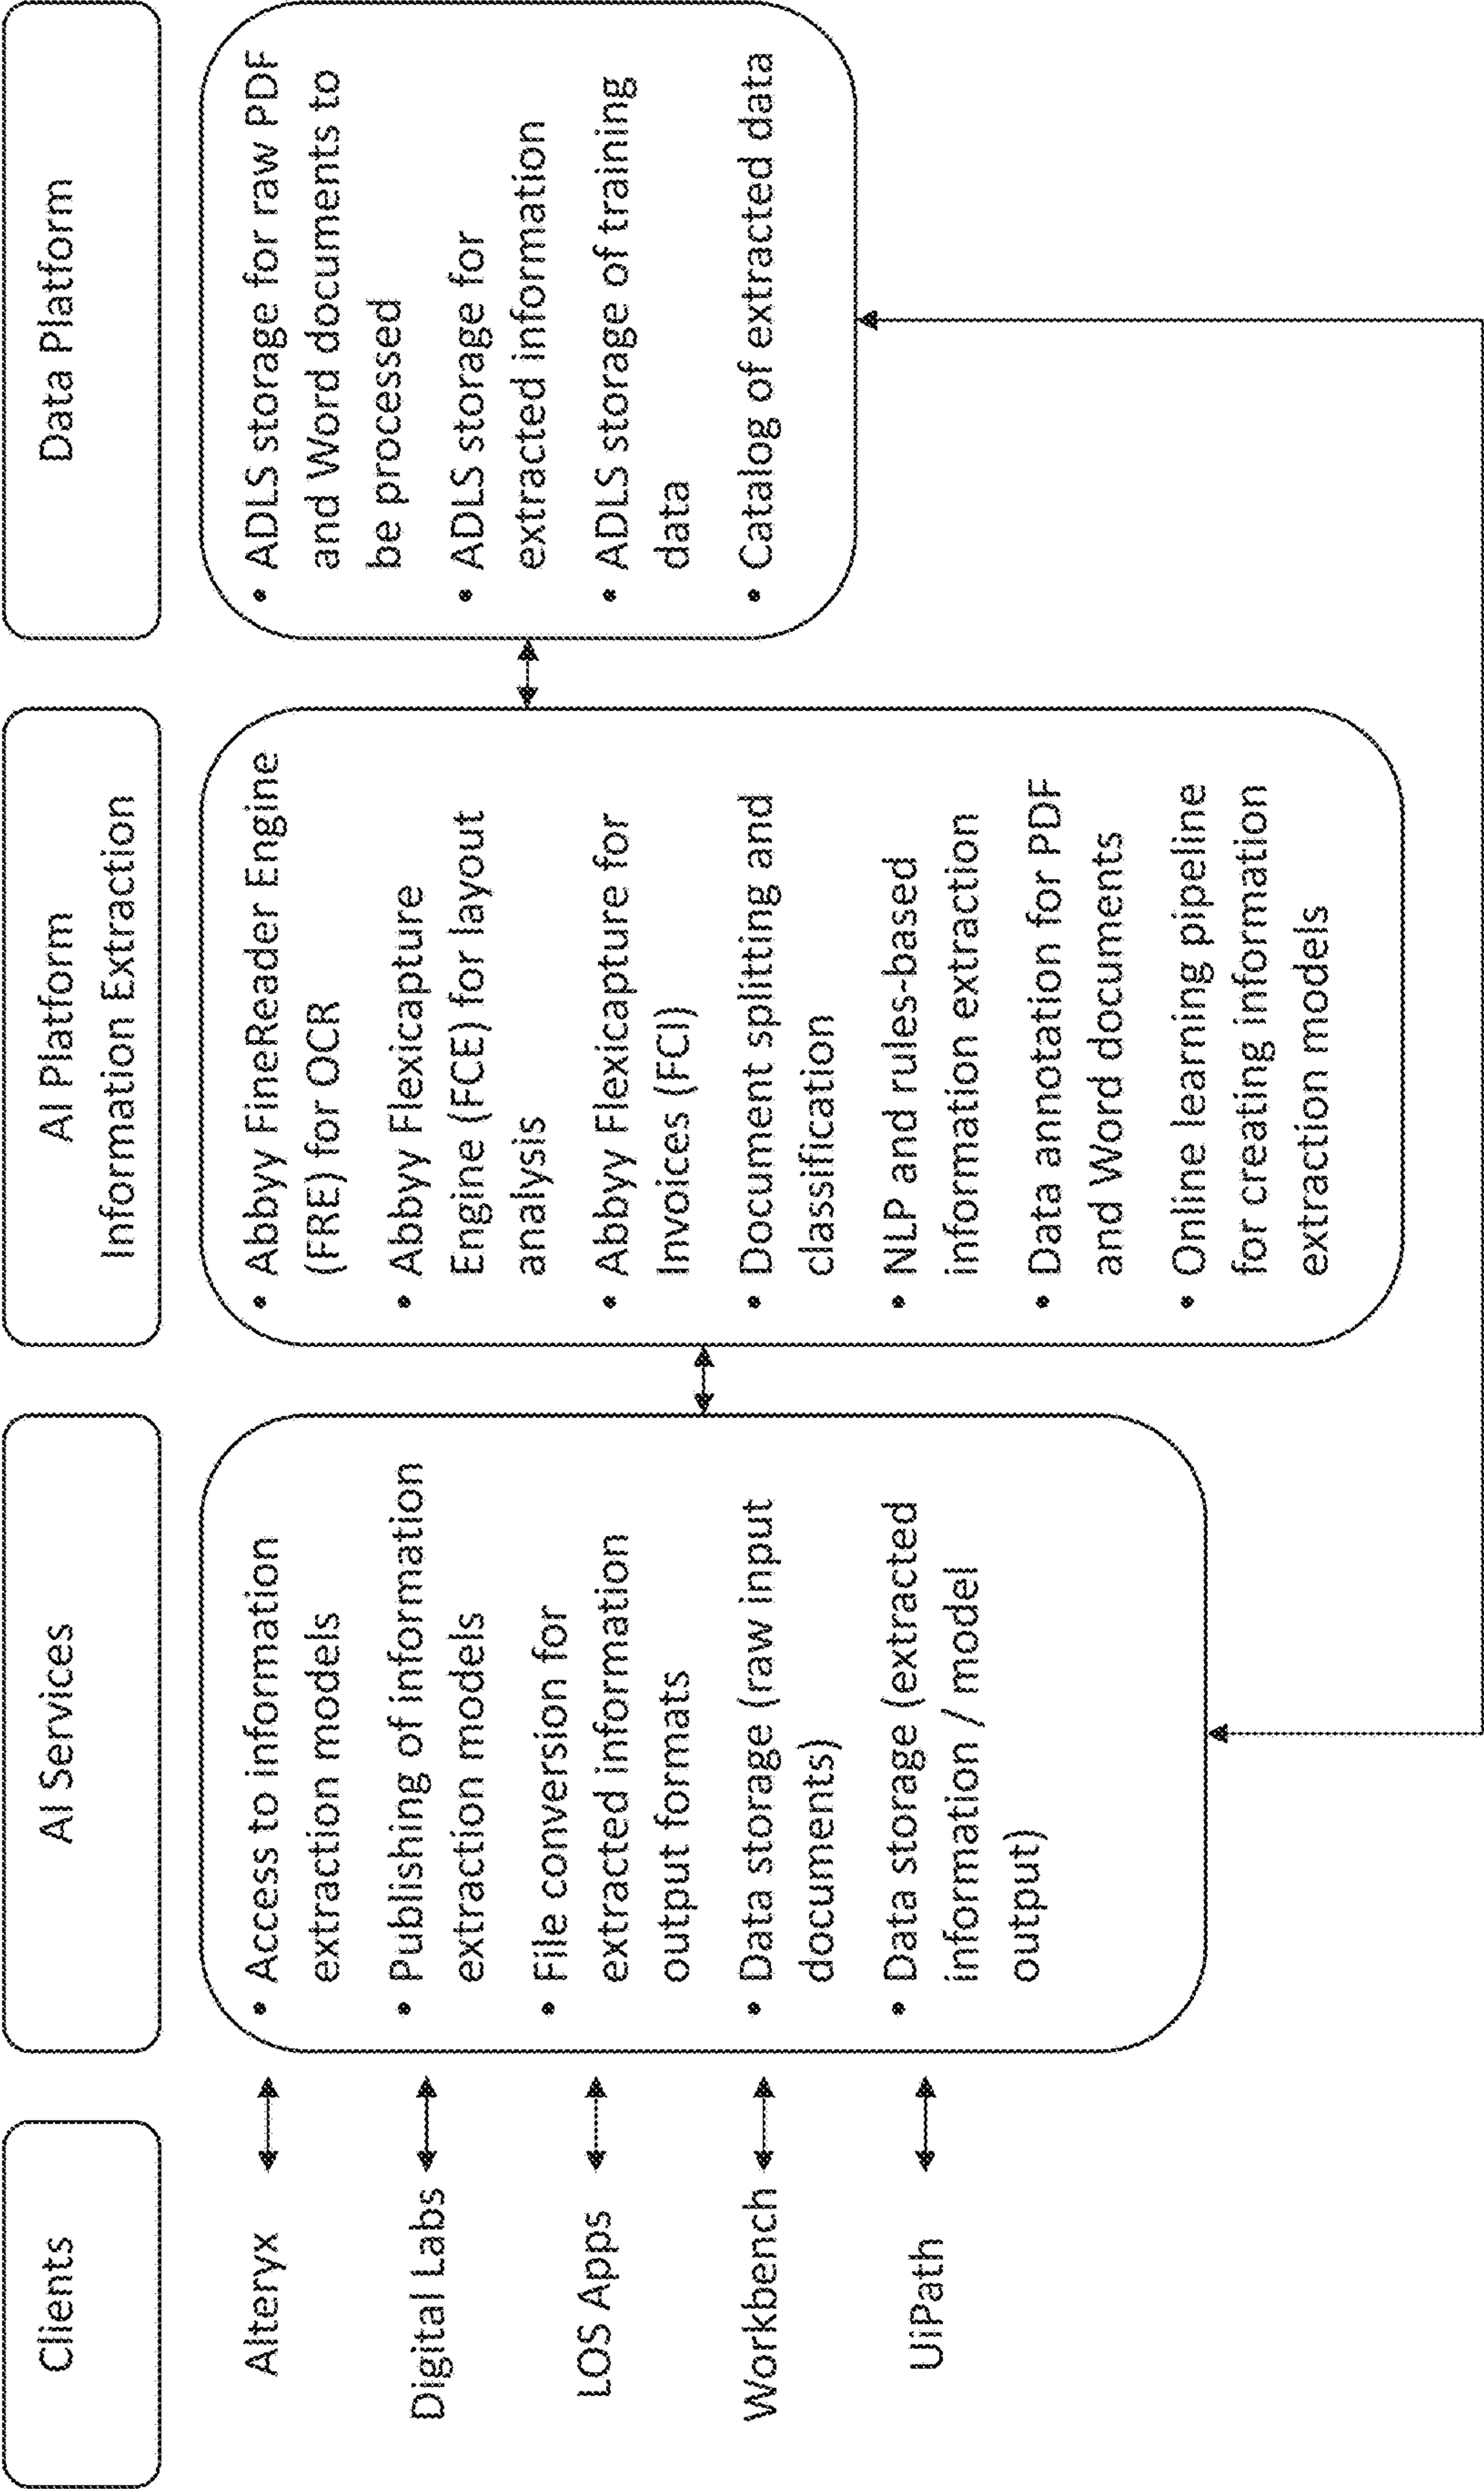 Clients
Alteryx
Digital Labs
LOS Apps
Workbench
UiPath
AI Services
• Access to information
extraction models
• Publishing of information
extraction models
• File conversion for
extracted information
output formats
• Data storage (raw input
documents)
• Data storage (extracted
information / model
output)
AI Platform
Information Extraction
• Abbyy FineReader Engine
(FRE) for OCR
• Abbyy Flexicapture
Engine (FCE) for layout
analysis
• Abbyy Flexicapture for
Invoices (FCI)
• Document splitting and
classification
• NLP and rules-based
information extraction
• Data annotation for PDF
and Word documents
• Online learning pipeline
for creating information
extraction models
Data Platform
• ADLS storage for raw PDF
and Word documents to
be processed
• ADLS storage for
extracted information
• ADLS storage of training
data
• Catalog of extracted data